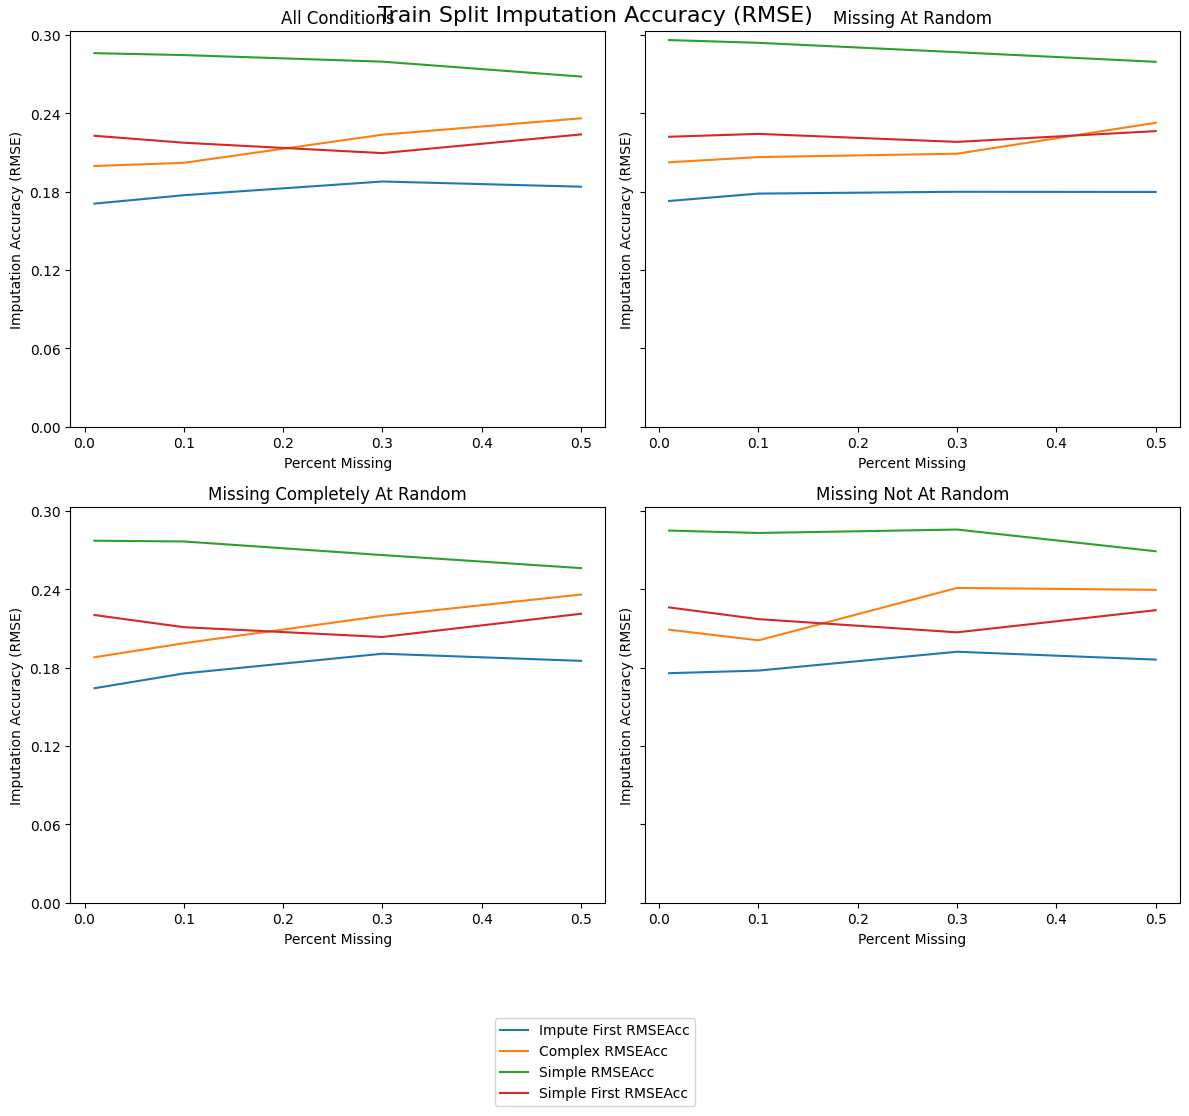 Train Split Imputation Accuracy (RMSE)
All Conditions
Imputation Accuracy (RMSE)
0.30
0.24
0.18
0.12
0.06
0.00
0.0 0.1 0.2 0.3 0.4 0.5
Percent Missing
Missing At Random
Imputation Accuracy (RMSE)
0.0 0.1 0.2 0.3 0.4 0.5
Percent Missing
Missing Completely At Random
Imputation Accuracy (RMSE)
0.30
0.24
0.18
0.12
0.06
0.00
0.0 0.1 0.2 0.3 0.4 0.5
Percent Missing
Missing Not At Random
Imputation Accuracy (RMSE)
0.0 0.1 0.2 0.3 0.4 0.5
Percent Missing
Impute First RMSEAcc
Complex RMSEAcc
Simple RMSEAcc
Simple First RMSEAcc